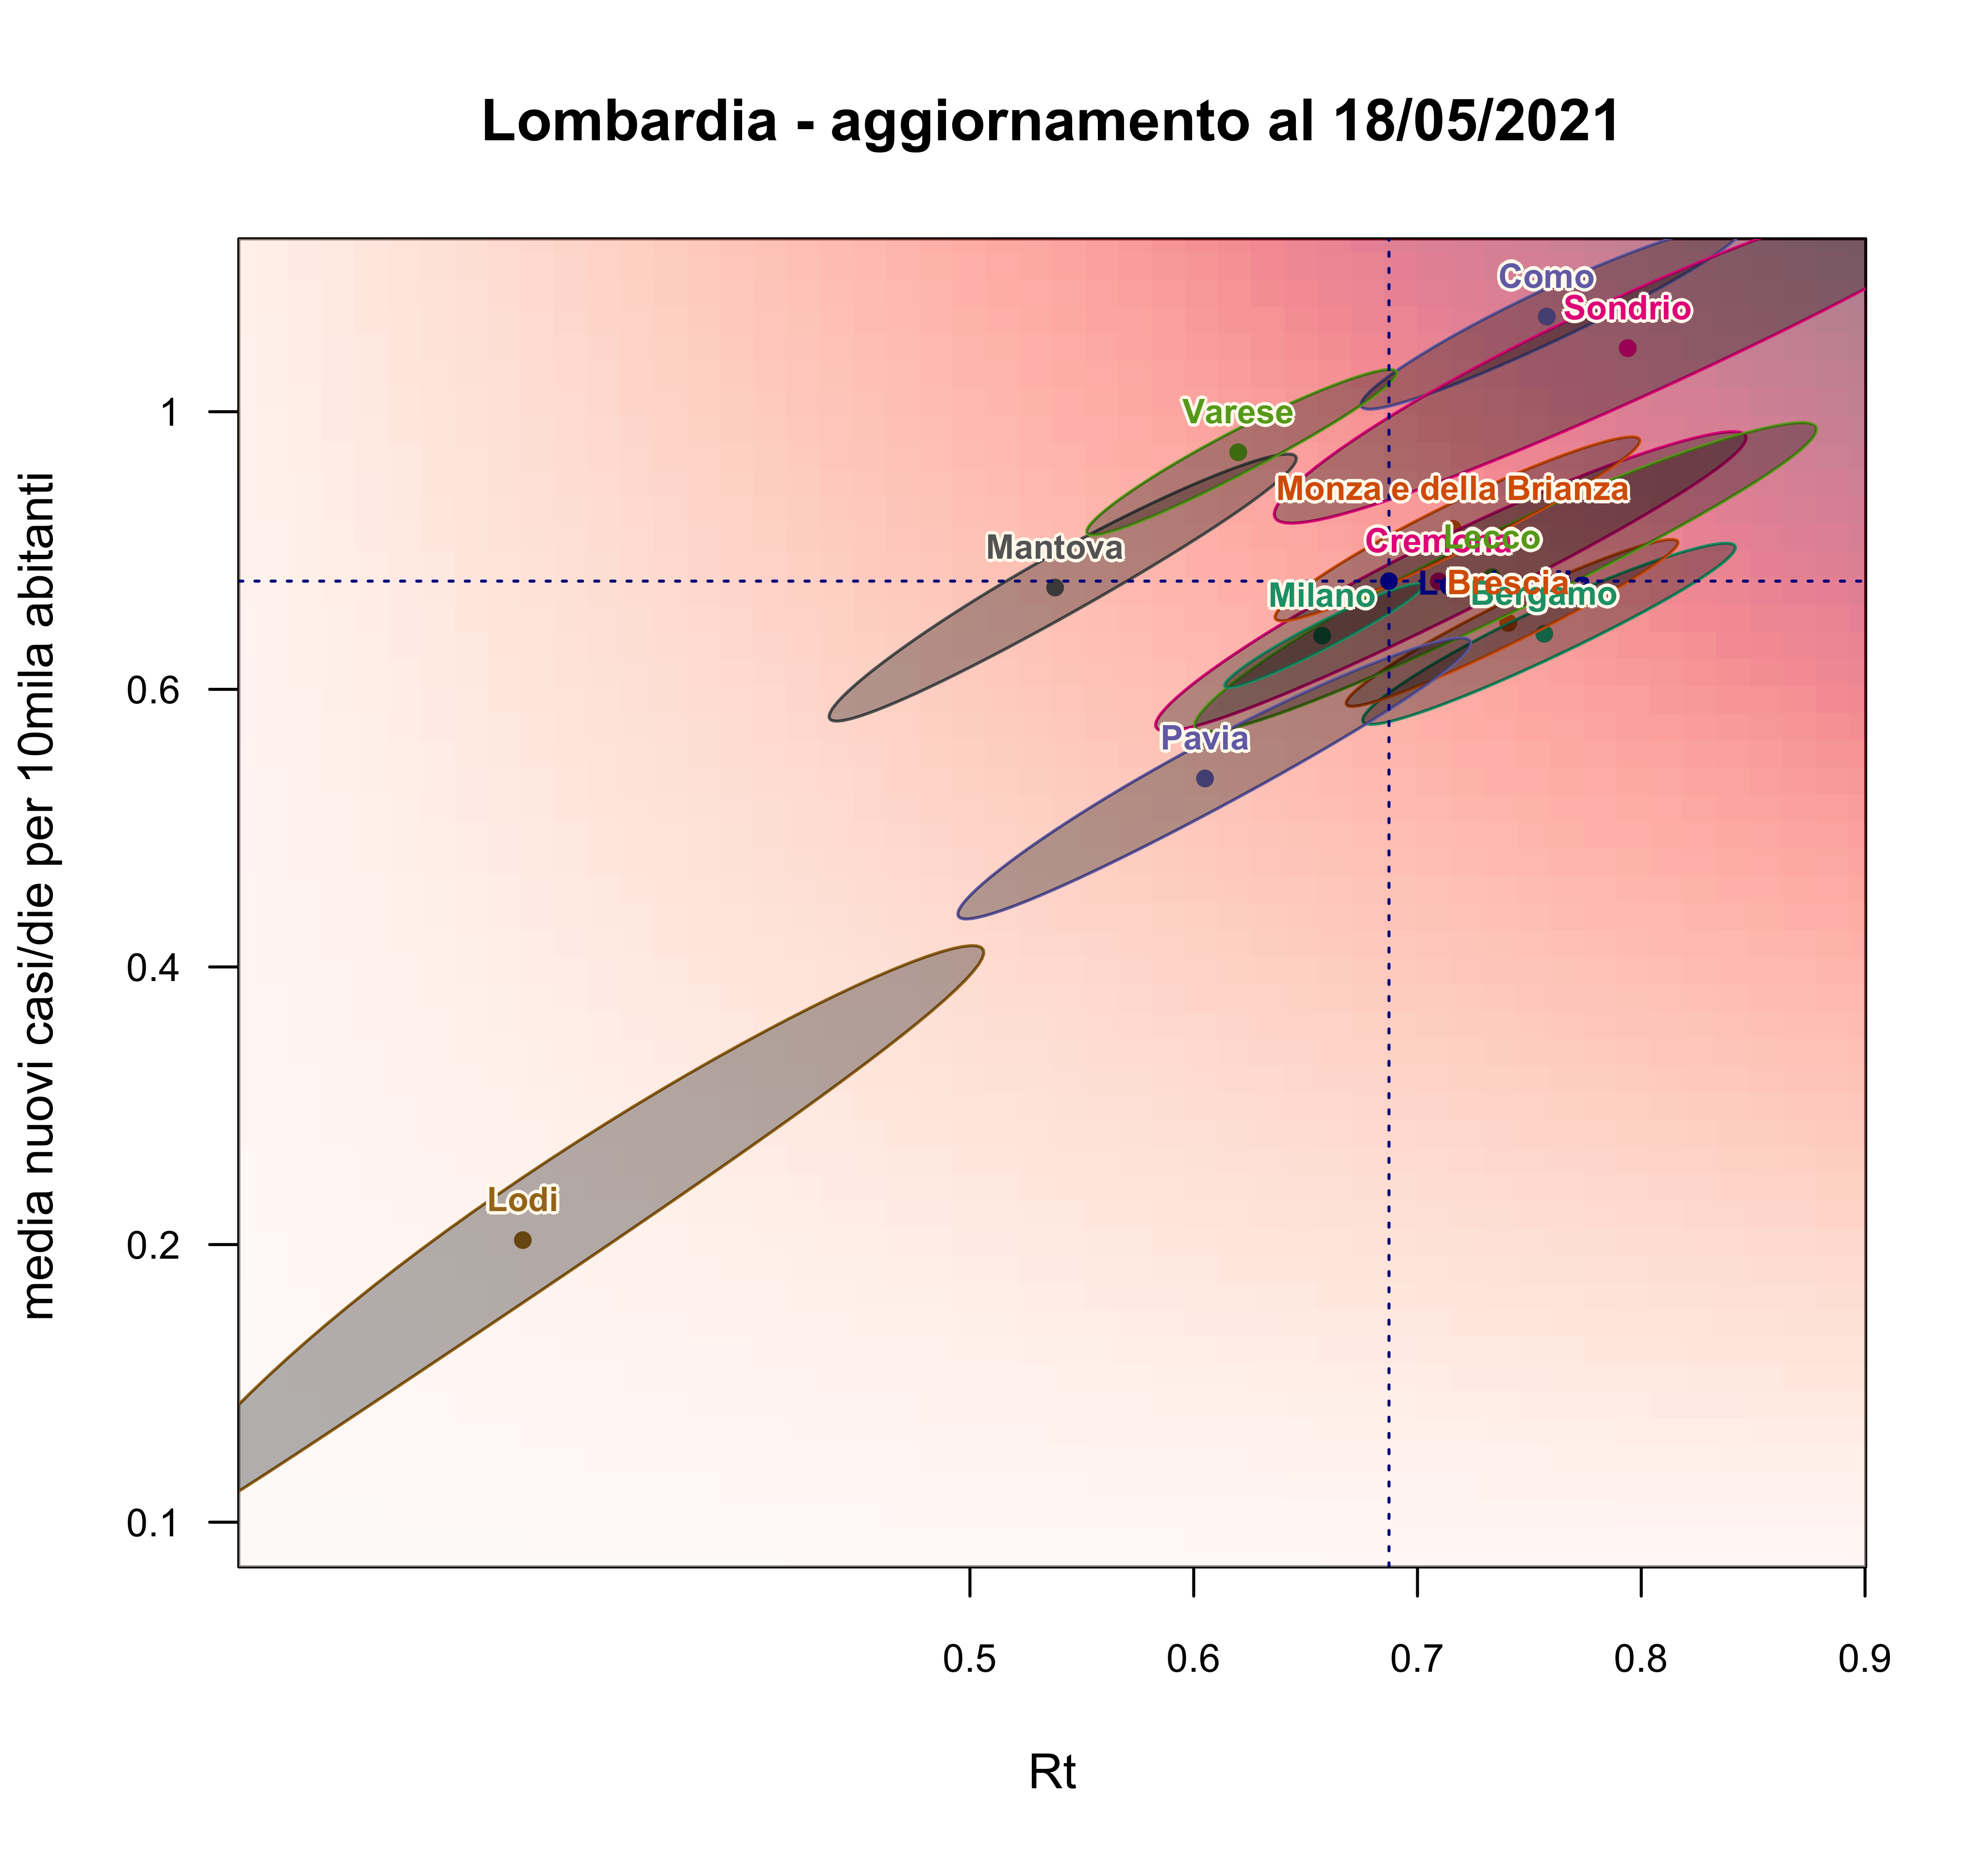 Lombardia - aggiornamento al 18/05/2021
media nuovi casi/die per 10mila abitanti
1
0.6
0.4
0.2
0.1
Como
Sondrio
Varese
Monza e della Brianza
Lecco
Cremona
Mantova
Brescia
Bergamo
Milano
Pavia
Lodi
0.5
0.6
0.7
0.8
0.9
Rt